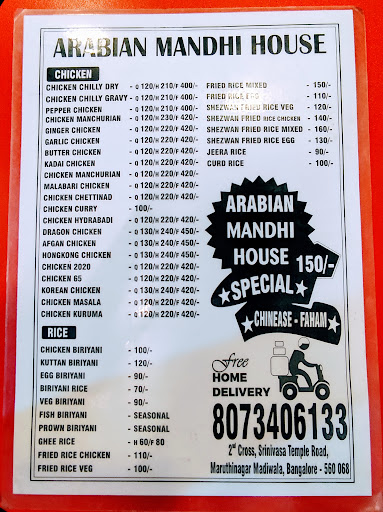 ARABIAN MANDHI HOUSE
CHICKEN
CHICKEN CHILLY DRY - Q 120/H 210/F 400/-
CHICKEN CHILLY GRAVY - Q 120/H 210/F 400/-
PEPPER CHICKEN - Q 120/H 210/F 400/-
CHICKEN MANCHURIAN - Q 120/H 230/F 420/-
GINGER CHICKEN - Q 120/H 220/F 420/-
GARLIC CHICKEN - Q 120/H 220/F 420/-
BUTTER CHICKEN - Q 120/H 220/F 420/-
KADAI CHICKEN - Q 120/H 220/F 420/-
CHICKEN MANCHURIAN - Q 120/H 220/F 420/-
MALABARI CHICKEN - Q 120/H 220/F 420/-
CHICKEN CHETTINAD - Q 120/H 220/F 420/-
CHICKEN CURRY - 100/-
CHICKEN HYDRABADI - Q 120/H 220/F 420/-
DRAGON CHICKEN - Q 130/H 240/F 450/-
AFGAN CHICKEN - Q 130/H 240/F 450/-
HONGKONG CHICKEN - Q 130/H 240/F 450/-
CHICKEN 2020 - Q 120/H 220/F 420/-
CHICKEN 65 - Q 120/H 220/F 420/-
KOREAN CHICKEN - Q 130/H 240/F 420/-
CHICKEN MASALA - Q 120/H 220/F 420/-
CHICKEN KURUMA - Q 120/H 220/F 420/-
RICE
CHICKEN BIRIYANI - 100/-
KUTTAN BIRIYANI - 120/-
EGG BIRIYANI - 90/-
BIRIYANI RICE - 70/-
VEG BIRIYANI - 90/-
FISH BIRIYANI - SEASONAL
PROWN BIRIYANI - SEASONAL
GHEE RICE - H 60/F 80
FRIED RICE CHICKEN - 110/-
FRIED RICE VEG - 100/-
FRIED RICE MIXED - 150/-
FRIED RICE EGG - 110/-
SHEZWAN FRIED RICE VEG - 120/-
SHEZWAN FRIED RICE CHICKEN - 140/-
SHEZWAN FRIED RICE MIXED - 160/-
SHEZWAN FRIED RICE EGG - 130/-
JEERA RICE - 90/-
CURD RICE - 100/-
ARABIAN
MANDHI
HOUSE
SPECIAL
150/-
CHINEASE - FAHAM
Free
HOME
DELIVERY
8073406133
2nd Cross, Srinivasa Temple Road,
Maruthinagar Madiwala, Bangalore - 560 068